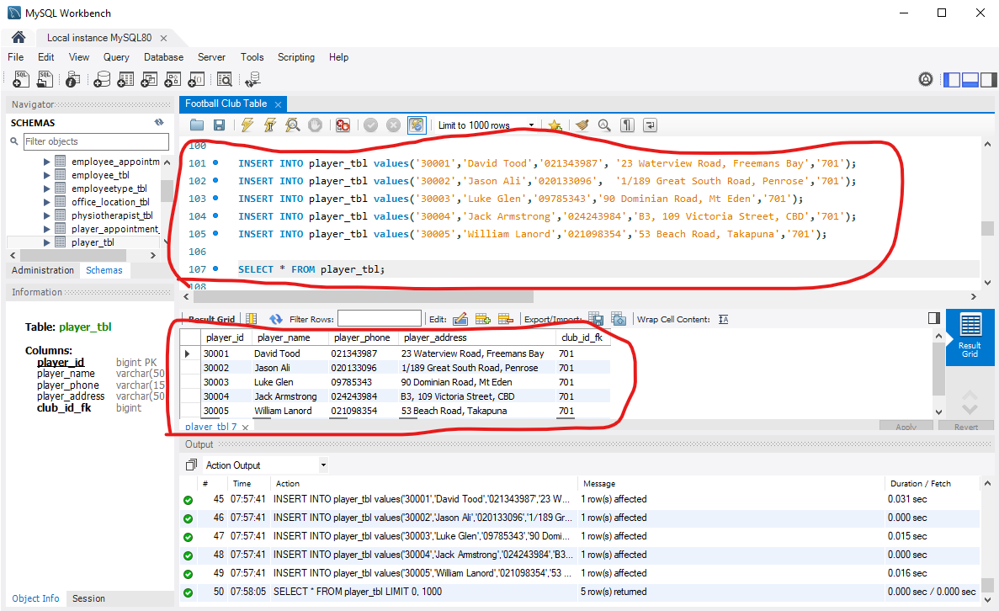 MySQL Workbench
Local instance MySQL80
File Edit View Query Database Server Tools Scripting Help
Navigator
SCHEMAS
Filter objects
employee_appointm
employee_tbl
employeetype_tbl
office_location_tbl
physiotherapist_tbl
player_appointment_
player_tbl
Administration Schemas
Information
Table: player_tbl
Columns:
player_id bigint PK
player_name varchar(50
player_phone varchar(15
player_address varchar(50
club_id_fk bigint
Object Info Session
Football Club Table
Limit to 1000 rows
100
101 INSERT INTO player_tbl values('30001','David Tood','021343987', '23 Waterview Road, Freemans Bay','701');
102 INSERT INTO player_tbl values('30002','Jason Ali','020133096', '1/189 Great South Road, Penrose','701');
103 INSERT INTO player_tbl values('30003','Luke Glen','09785343','90 Dominian Road, Mt Eden','701');
104 INSERT INTO player_tbl values('30004','Jack Armstrong','024243984','B3, 109 Victoria Street, CBD','701');
105 INSERT INTO player_tbl values('30005','William Lanord','021098354','53 Beach Road, Takapuna','701');
106
107 SELECT * FROM player_tbl;
108
Result Grid Filter Rows: Edit: Export/Import: Wrap Cell Content:
player_id player_name player_phone player_address club_id_fk
30001 David Tood 021343987 23 Waterview Road, Freemans Bay 701
30002 Jason Ali 020133096 1/189 Great South Road, Penrose 701
30003 Luke Glen 09785343 90 Dominian Road, Mt Eden 701
30004 Jack Armstrong 024243984 B3, 109 Victoria Street, CBD 701
30005 William Lanord 021098354 53 Beach Road, Takapuna 701
Result
Grid
player_tbl 7
Apply Revert
Output
Action Output
# Time Action Message Duration / Fetch
45 07:57:41 INSERT INTO player_tbl values('30001','David Tood','021343987','23 W... 1 row(s) affected 0.031 sec
46 07:57:41 INSERT INTO player_tbl values('30002','Jason Ali','020133096','1/189 Gr... 1 row(s) affected 0.000 sec
47 07:57:41 INSERT INTO player_tbl values('30003','Luke Glen','09785343','90 Domi... 1 row(s) affected 0.015 sec
48 07:57:41 INSERT INTO player_tbl values('30004','Jack Armstrong','024243984','B3... 1 row(s) affected 0.000 sec
49 07:57:41 INSERT INTO player_tbl values('30005','William Lanord','021098354','53 ... 1 row(s) affected 0.016 sec
50 07:58:05 SELECT * FROM player_tbl LIMIT 0, 1000 5 row(s) returned 0.000 sec / 0.000 sec